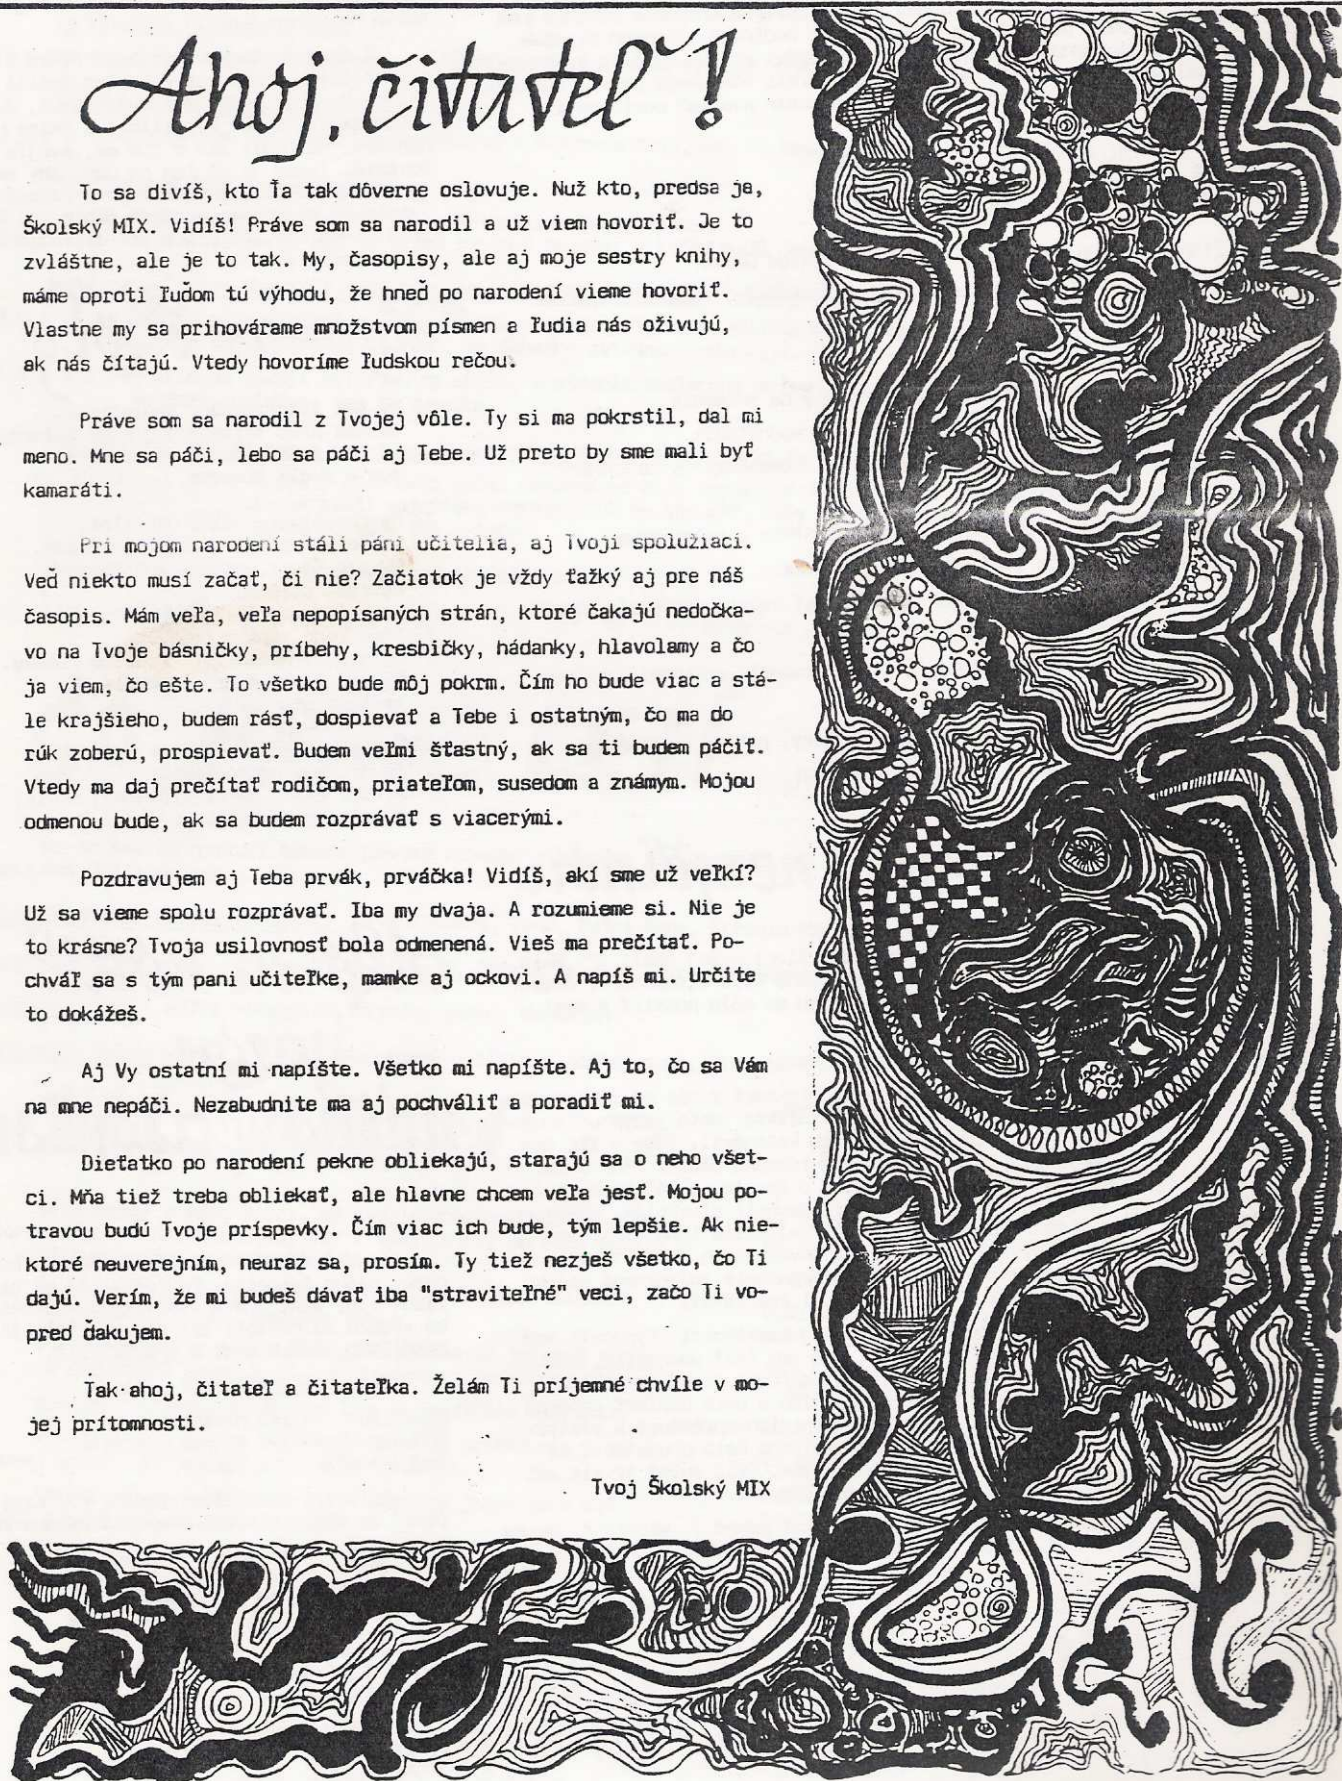 Ahoj, čitateľ!
To sa divíš, kto Ťa tak dôverne oslovuje. Nuž kto, predsa ja,
Školský MIX. Vidíš! Práve som sa narodil a už viem hovoriť. Je to
zvláštne, ale je to tak. My, časopisy, ale aj moje sestry knihy,
máme oproti ľuďom tú výhodu, že hneď po narodení vieme hovoriť.
Vlastne my sa prihovárame množstvom písmen a ľudia nás oživujú,
ak nás čítajú. Vtedy hovoríme ľudskou rečou.
Práve som sa narodil z Tvojej vôle. Ty si ma pokrstil, dal mi
meno. Mne sa páči, lebo sa páči aj Tebe. Už preto by sme mali byť
kamaráti.
Pri mojom narodení stáli páni učitelia, aj Tvoji spolužiaci.
Veď niekto musí začať, či nie? Začiatok je vždy ťažký aj pre náš
časopis. Mám veľa, veľa nepopísaných strán, ktoré čakajú nedočka-
vo na Tvoje básničky, príbehy, kresbičky, hádanky, hlavolamy a čo
ja viem, čo ešte. To všetko bude môj pokrm. Čím ho bude viac a stá-
le krajšieho, budem rásť, dospievať a Tebe i ostatným, čo ma do
rúk zoberú, prospievať. Budem veľmi šťastný, ak sa ti budem páčiť.
Vtedy ma daj prečítať rodičom, priateľom, susedom a známym. Mojou
odmenou bude, ak sa budem rozprávať s viacerými.
Pozdravujem aj Teba prvák, prváčka! Vidíš, akí sme už veľkí?
Už sa vieme spolu rozprávať. Iba my dvaja. A rozumieme si. Nie je
to krásne? Tvoja usilovnosť bola odmenená. Vieš ma prečítať. Po-
chváľ sa s tým pani učiteľke, mamke aj ockovi. A napíš mi. Určite
to dokážeš.
Aj Vy ostatní mi napíšte. Všetko mi napíšte. Aj to, čo sa Vám
na mne nepáči. Nezabudnite ma aj pochváliť a poradiť mi.
Dieťatko po narodení pekne obliekajú, starajú sa o neho všet-
ci. Mňa tiež treba obliekať, ale hlavne chcem veľa jesť. Mojou po-
travou budú Tvoje príspevky. Čím viac ich bude, tým lepšie. Ak nie-
ktoré neuverejním, neuraz sa, prosím. Ty tiež nezješ všetko, čo Ti
dajú. Verím, že mi budeš dávať iba "straviteľné" veci, začo Ti vo-
pred ďakujem.
Tak ahoj, čitateľ a čitateľka. Želám Ti príjemné chvíle v mo-
jej prítomnosti.
Tvoj Školský MIX